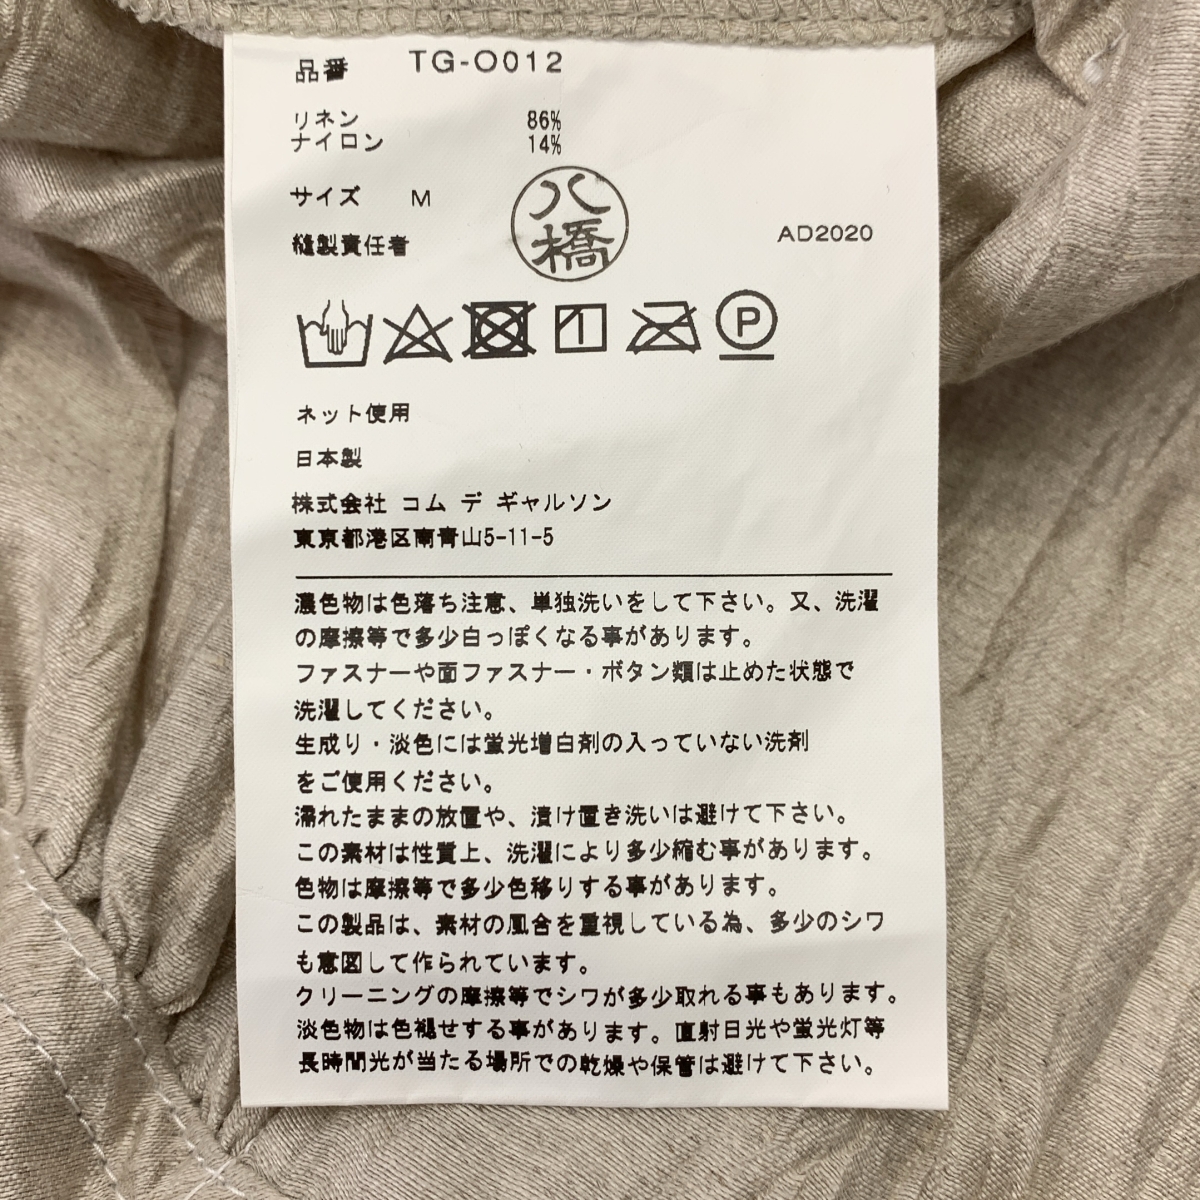 品番 TG-O012
リネン 86%
ナイロン 14%
サイズ M
八橋
縫製責任者
AD2020
P
ネット使用
日本製
株式会社 コム デ ギャルソン
東京都港区南青山5-11-5
濃色物は色落ち注意、単独洗いをして下さい。又、洗濯
の摩擦等で多少白っぽくなる事があります。
ファスナーや面ファスナー・ボタン類は止めた状態で
洗濯してください。
生成り・淡色には蛍光増白剤の入っていない洗剤
をご使用ください。
濡れたままの放置や、漬け置き洗いは避けて下さい。
この素材は性質上、洗濯により多少縮む事があります。
色物は摩擦等で多少色移りする事があります。
この製品は、素材の風合を重視している為、多少のシワ
も意図して作られています。
クリーニングの摩擦等でシワが多少取れる事もあります。
淡色物は色褪せする事があります。直射日光や蛍光灯等
長時間光が当たる場所での乾燥や保管は避けて下さい。